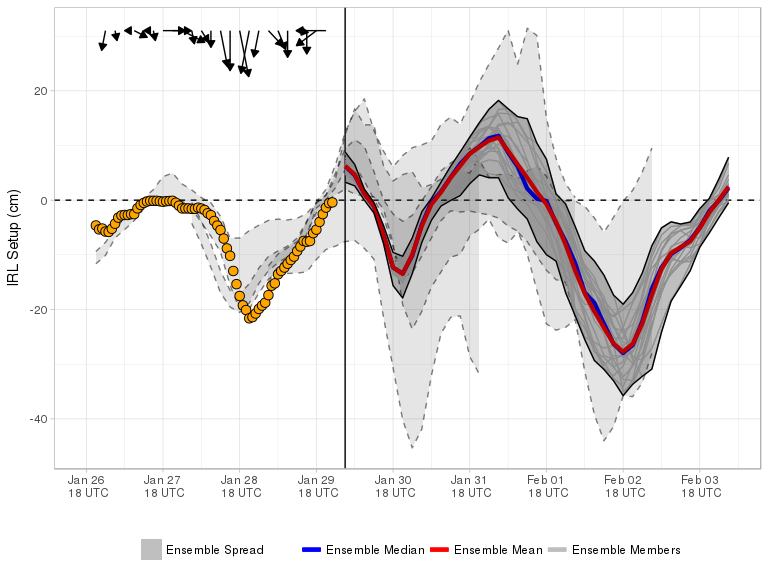 IRL Setup (cm)
20
0
-20
-40
Jan 26 Jan 27 Jan 28 Jan 29 Jan 30 Jan 31 Feb 01 Feb 02 Feb 03
18 UTC 18 UTC 18 UTC 18 UTC 18 UTC 18 UTC 18 UTC 18 UTC 18 UTC
Ensemble Spread Ensemble Median Ensemble Mean Ensemble Members